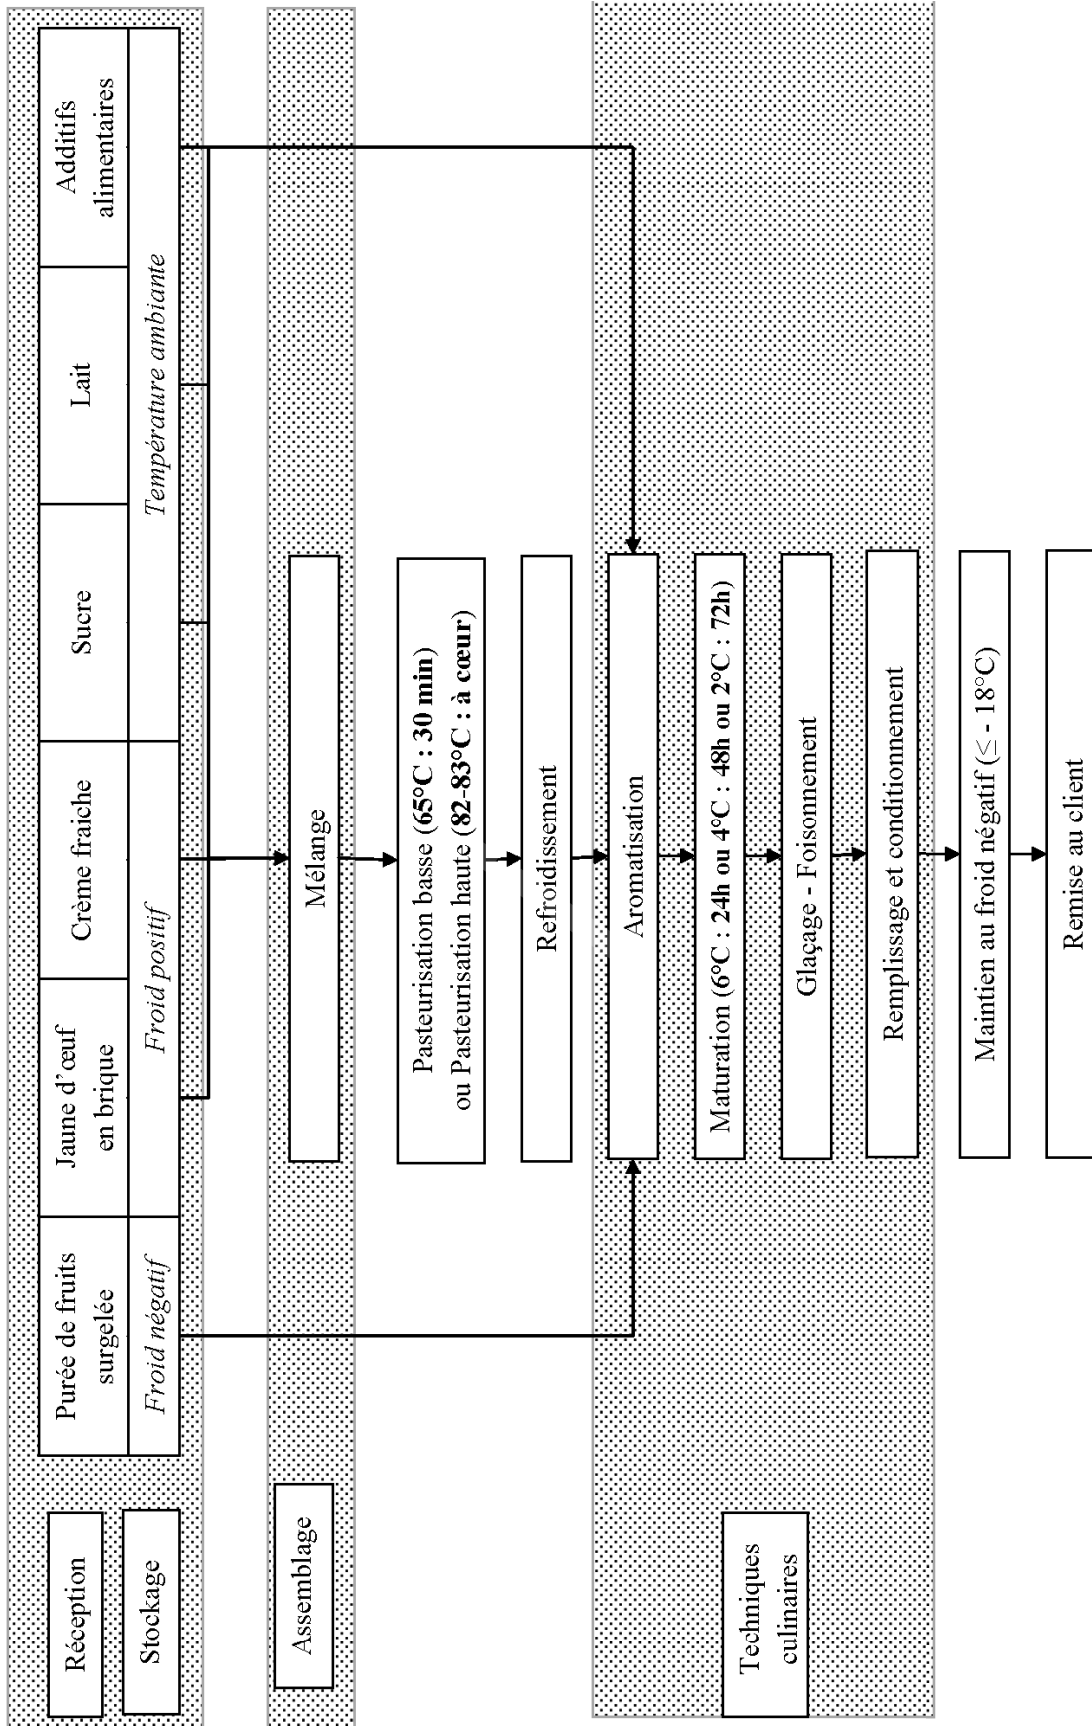 Réception
Purée de fruits
surgelée
Jaune d'œuf
en brique
Crème fraiche
Sucre
Lait
Additifs
alimentaires
Stockage
Froid négatif
Froid positif
Température ambiante
Assemblage
Mélange
Pasteurisation basse (65°C : 30 min)
ou Pasteurisation haute (82-83°C : à cœur)
Refroidissement
Aromatisation
Techniques
culinaires
Maturation (6°C : 24h ou 4°C : 48h ou 2°C : 72h)
Glaçage - Foisonnement
Remplissage et conditionnement
Maintien au froid négatif (≤ - 18°C)
Remise au client